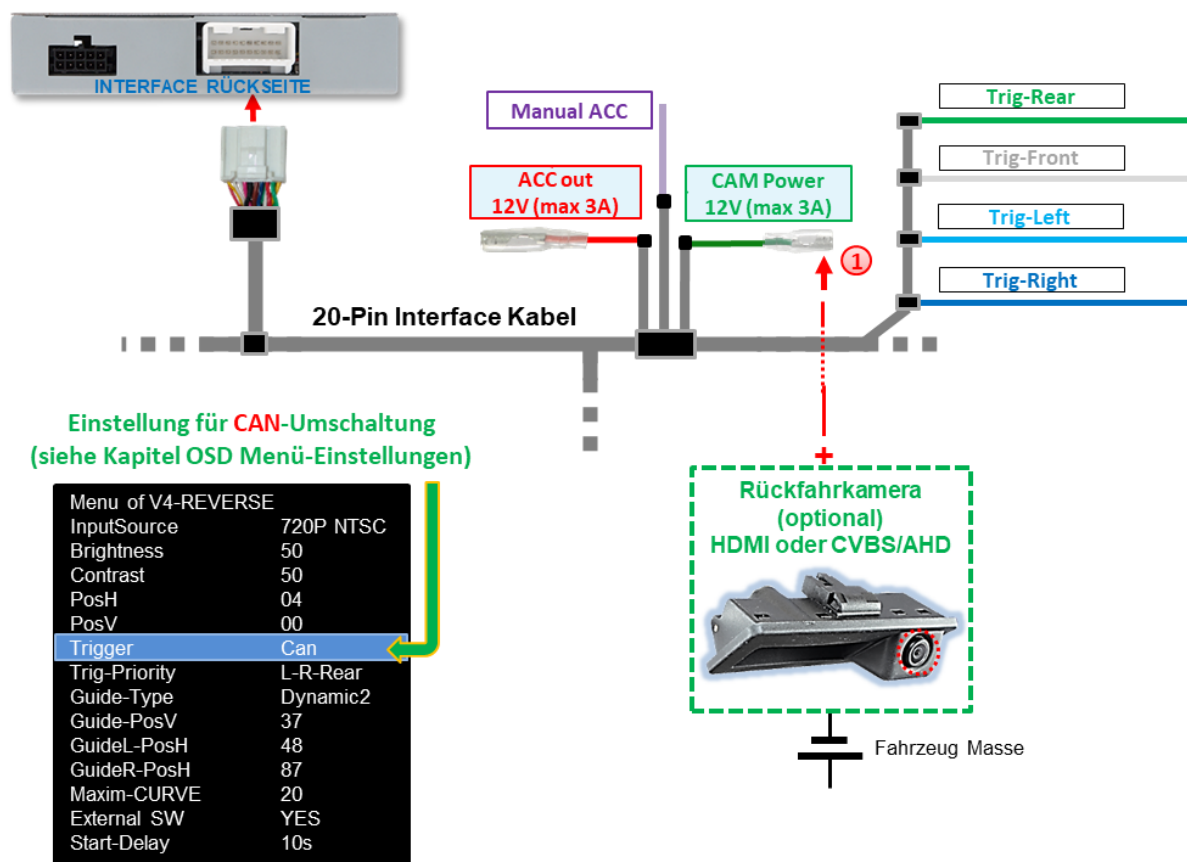 INTERFACE RÜCKSEITE
Manual ACC
ACC out
12V (max 3A)
CAM Power
12V (max 3A)
Trig-Rear
Trig-Front
Trig-Left
Trig-Right
1
20-Pin Interface Kabel
Einstellung für CAN-Umschaltung
(siehe Kapitel OSD Menü-Einstellungen)
Menu of V4-REVERSE
InputSource 720P NTSC
Brightness 50
Contrast 50
PosH 04
PosV 00
Trigger Can
Trig-Priority L-R-Rear
Guide-Type Dynamic2
Guide-PosV 37
GuideL-PosH 48
GuideR-PosH 87
Maxim-CURVE 20
External SW YES
Start-Delay 10s
+
Rückfahrkamera
(optional)
HDMI oder CVBS/AHD
Fahrzeug Masse